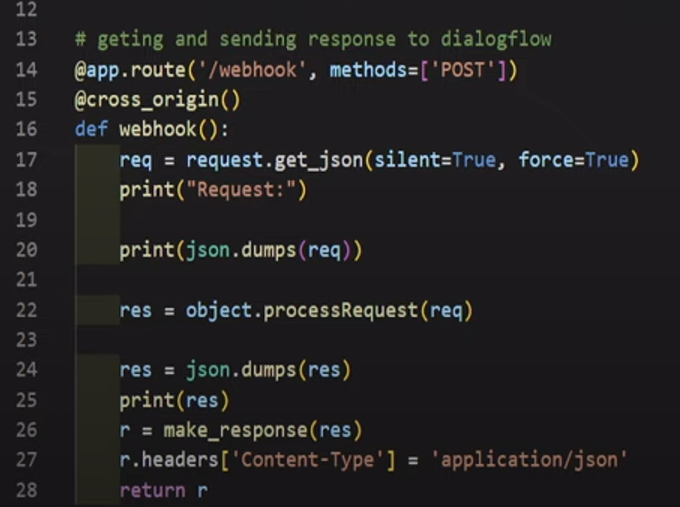 12
13 # geting and sending response to dialogflow
14 @app.route('/webhook', methods=['POST'])
15 @cross_origin()
16 def webhook():
17     req = request.get_json(silent=True, force=True)
18     print("Request:")
19
20     print(json.dumps(req))
21
22     res = object.processRequest(req)
23
24     res = json.dumps(res)
25     print(res)
26     r = make_response(res)
27     r.headers['Content-Type'] = 'application/json'
28     return r